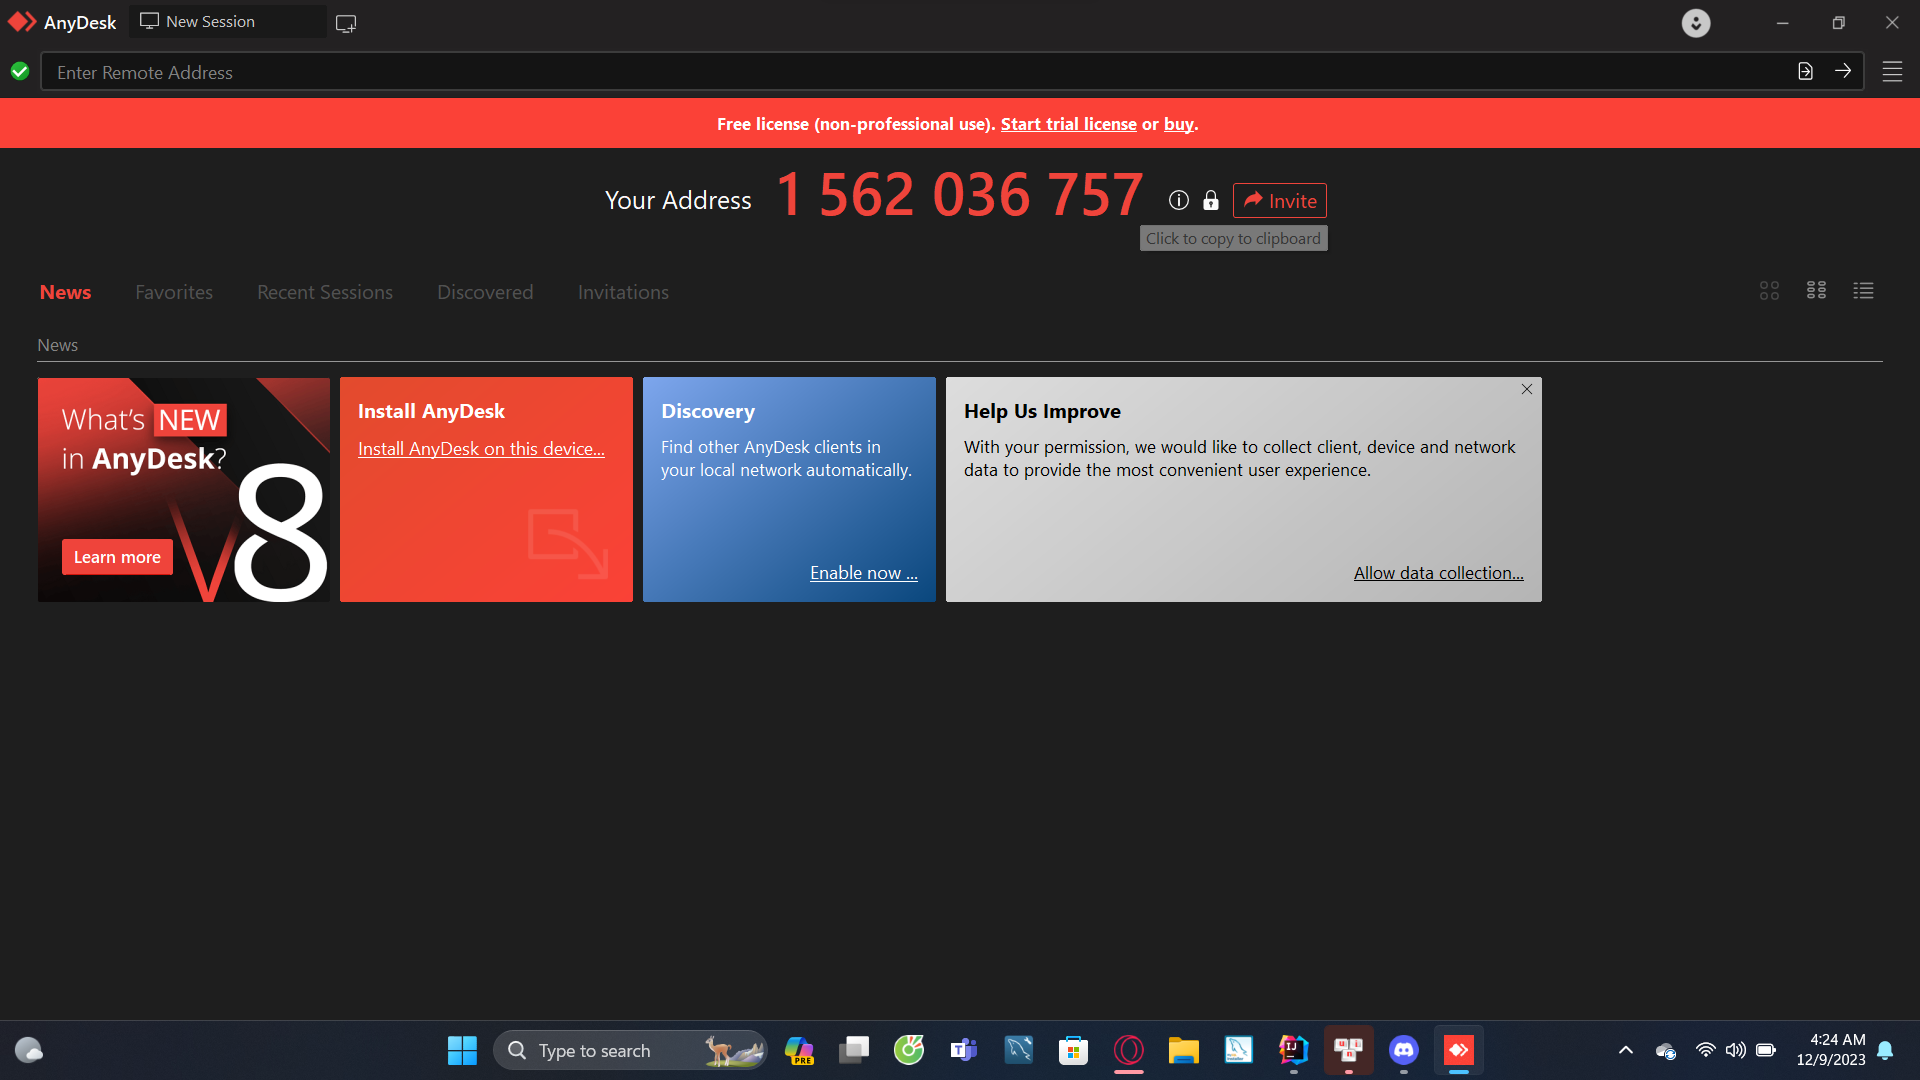 AnyDesk
New Session
Enter Remote Address
Free license (non-professional use). Start trial license or buy.
Your Address 1 562 036 757 Invite
Click to copy to clipboard
News Favorites Recent Sessions Discovered Invitations
News
What's NEW
in AnyDesk?
V8
Learn more
Install AnyDesk
Install AnyDesk on this device...
Discovery
Find other AnyDesk clients in
your local network automatically.
Enable now ...
Help Us Improve
With your permission, we would like to collect client, device and network
data to provide the most convenient user experience.
Allow data collection...
Type to search
PRE
4:24 AM
12/9/2023